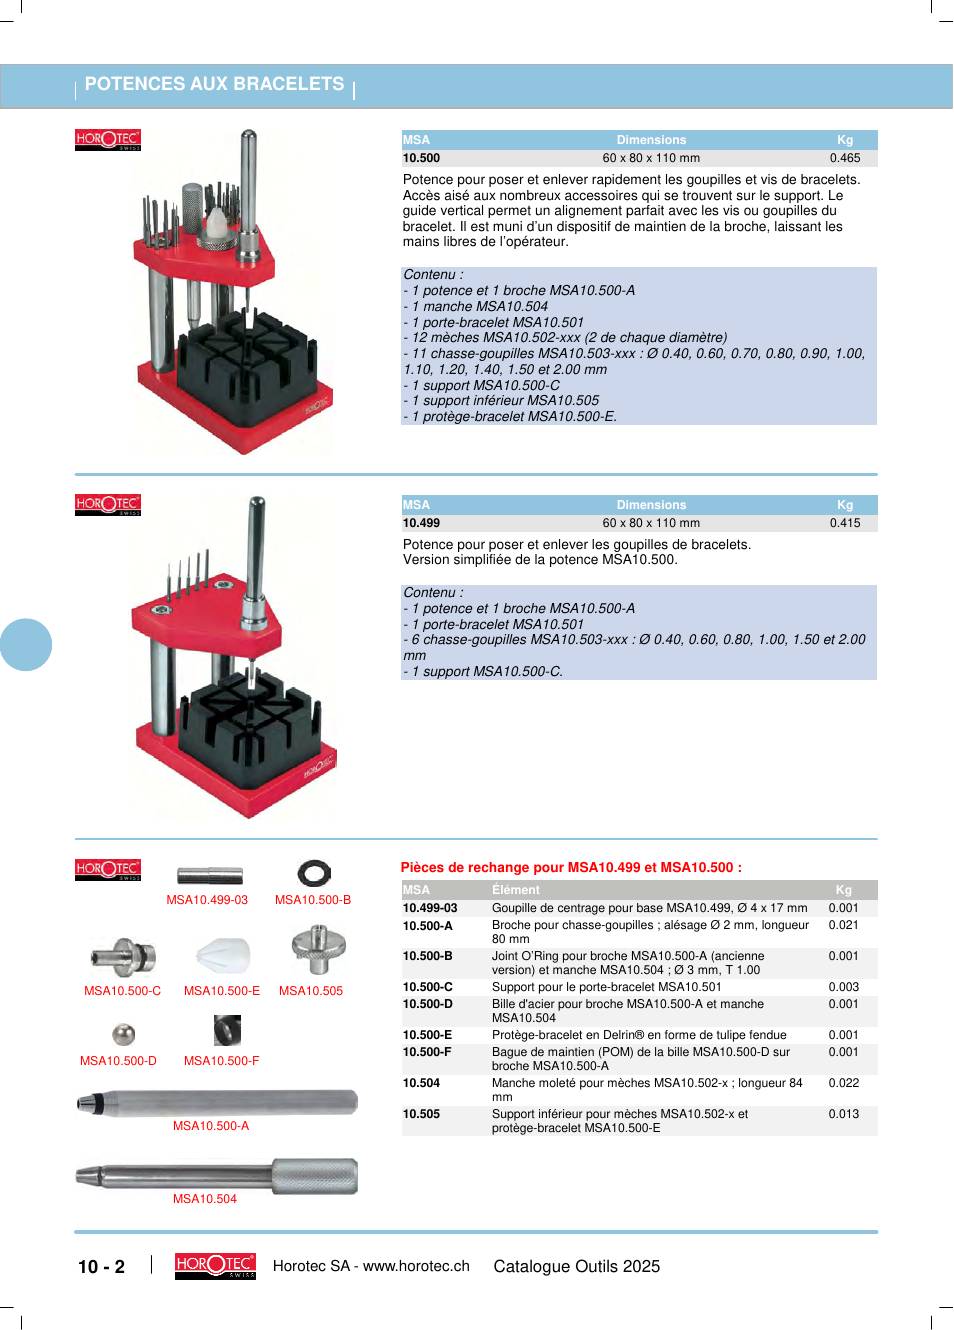 POTENCES AUX BRACELETS
HOROTEC®
SWISS
MSA Dimensions Kg
10.500 60 x 80 x 110 mm 0.465
Potence pour poser et enlever rapidement les goupilles et vis de bracelets.
Accès aisé aux nombreux accessoires qui se trouvent sur le support. Le
guide vertical permet un alignement parfait avec les vis ou goupilles du
bracelet. Il est muni d’un dispositif de maintien de la broche, laissant les
mains libres de l’opérateur.
Contenu :
- 1 potence et 1 broche MSA10.500-A
- 1 manche MSA10.504
- 1 porte-bracelet MSA10.501
- 12 mèches MSA10.502-xxx (2 de chaque diamètre)
- 11 chasse-goupilles MSA10.503-xxx : Ø 0.40, 0.60, 0.70, 0.80, 0.90, 1.00,
1.10, 1.20, 1.40, 1.50 et 2.00 mm
- 1 support MSA10.500-C
- 1 support inférieur MSA10.505
- 1 protège-bracelet MSA10.500-E.
HOROTEC
HOROTEC®
SWISS
MSA Dimensions Kg
10.499 60 x 80 x 110 mm 0.415
Potence pour poser et enlever les goupilles de bracelets.
Version simplifiée de la potence MSA10.500.
Contenu :
- 1 potence et 1 broche MSA10.500-A
- 1 porte-bracelet MSA10.501
- 6 chasse-goupilles MSA10.503-xxx : Ø 0.40, 0.60, 0.80, 1.00, 1.50 et 2.00
mm
- 1 support MSA10.500-C.
HOROTEC
HOROTEC®
SWISS
MSA10.499-03 MSA10.500-B
MSA10.500-C MSA10.500-E MSA10.505
MSA10.500-D MSA10.500-F
MSA10.500-A
MSA10.504
Pièces de rechange pour MSA10.499 et MSA10.500 :
MSA Élément Kg
10.499-03 Goupille de centrage pour base MSA10.499, Ø 4 x 17 mm 0.001
10.500-A Broche pour chasse-goupilles ; alésage Ø 2 mm, longueur 0.021
80 mm
10.500-B Joint O’Ring pour broche MSA10.500-A (ancienne 0.001
version) et manche MSA10.504 ; Ø 3 mm, T 1.00
10.500-C Support pour le porte-bracelet MSA10.501 0.003
10.500-D Bille d'acier pour broche MSA10.500-A et manche 0.001
MSA10.504
10.500-E Protège-bracelet en Delrin® en forme de tulipe fendue 0.001
10.500-F Bague de maintien (POM) de la bille MSA10.500-D sur 0.001
broche MSA10.500-A
10.504 Manche moleté pour mèches MSA10.502-x ; longueur 84 0.022
mm
10.505 Support inférieur pour mèches MSA10.502-x et 0.013
protège-bracelet MSA10.500-E
10 - 2 HOROTEC® Horotec SA - www.horotec.ch Catalogue Outils 2025
SWISS